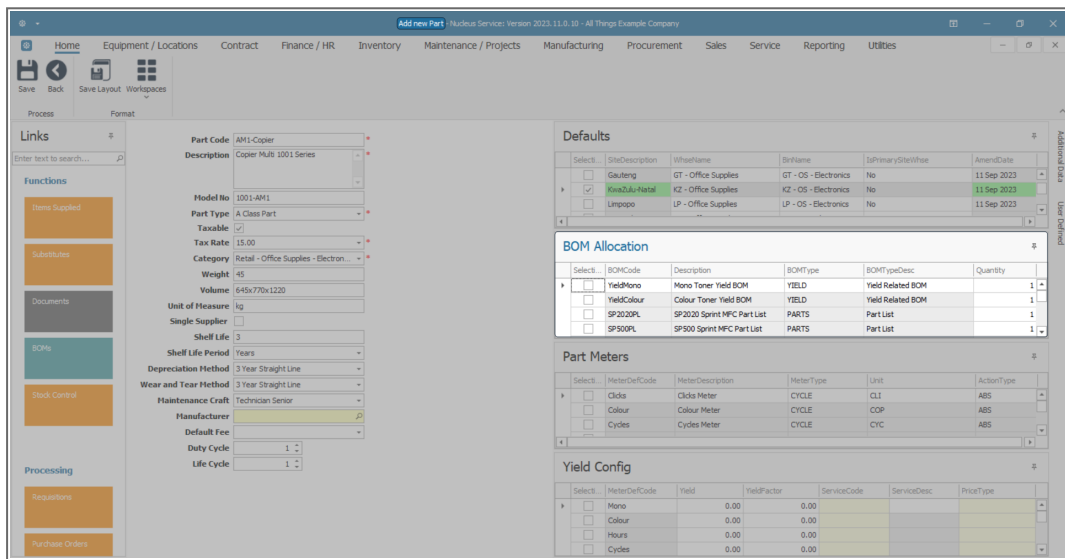 Add new Part - Nucleus Service: Version 2023.11.0.10 - All Things Example Company
Home Equipment / Locations Contract Finance / HR Inventory Maintenance / Projects Manufacturing Procurement Sales Service Reporting Utilities
Save Back Save Layout Workspaces
Process Format
Links
Enter text to search...
Functions
Items Supplied
Substitutes
Documents
BOMs
Stock Control
Processing
Requisitions
Purchase Orders
Part Code AM1-Copier *
Description Copier Multi 1001 Series *
Model No 1001-AM1
Part Type A Class Part *
Taxable
Tax Rate 15.00 *
Category Retail - Office Supplies - Electron... *
Weight 45
Volume 645x770x1220
Unit of Measure kg
Single Supplier
Shelf Life 3
Shelf Life Period Years
Depreciation Method 3 Year Straight Line
Wear and Tear Method 3 Year Straight Line
Maintenance Craft Technician Senior
Manufacturer
Default Fee
Duty Cycle 1
Life Cycle 1
Defaults
Selecti... SiteDescription WhseName BinName IsPrimarySiteWhse AmendDate
Gauteng GT - Office Supplies GT - OS - Electronics No 11 Sep 2023
KwaZulu-Natal KZ - Office Supplies KZ - OS - Electronics No 11 Sep 2023
Limpopo LP - Office Supplies LP - OS - Electronics No 11 Sep 2023
BOM Allocation
Selecti... BOMCode Description BOMType BOMTypeDesc Quantity
YieldMono Mono Toner Yield BOM YIELD Yield Related BOM 1
YieldColour Colour Toner Yield BOM YIELD Yield Related BOM 1
SP2020PL SP2020 Sprint MFC Part List PARTS Part List 1
SP500PL SP500 Sprint MFC Part List PARTS Part List 1
Part Meters
Selecti... MeterDefCode MeterDescription MeterType Unit ActionType
Clicks Clicks Meter CYCLE CLI ABS
Colour Colour Meter CYCLE COP ABS
Cycles Cycles Meter CYCLE CYC ABS
Yield Config
Selecti... MeterDefCode Yield YieldFactor ServiceCode ServiceDesc PriceType
Mono 0.00 0.00
Colour 0.00 0.00
Hours 0.00 0.00
Cycles 0.00 0.00
Additional Data
User Defined